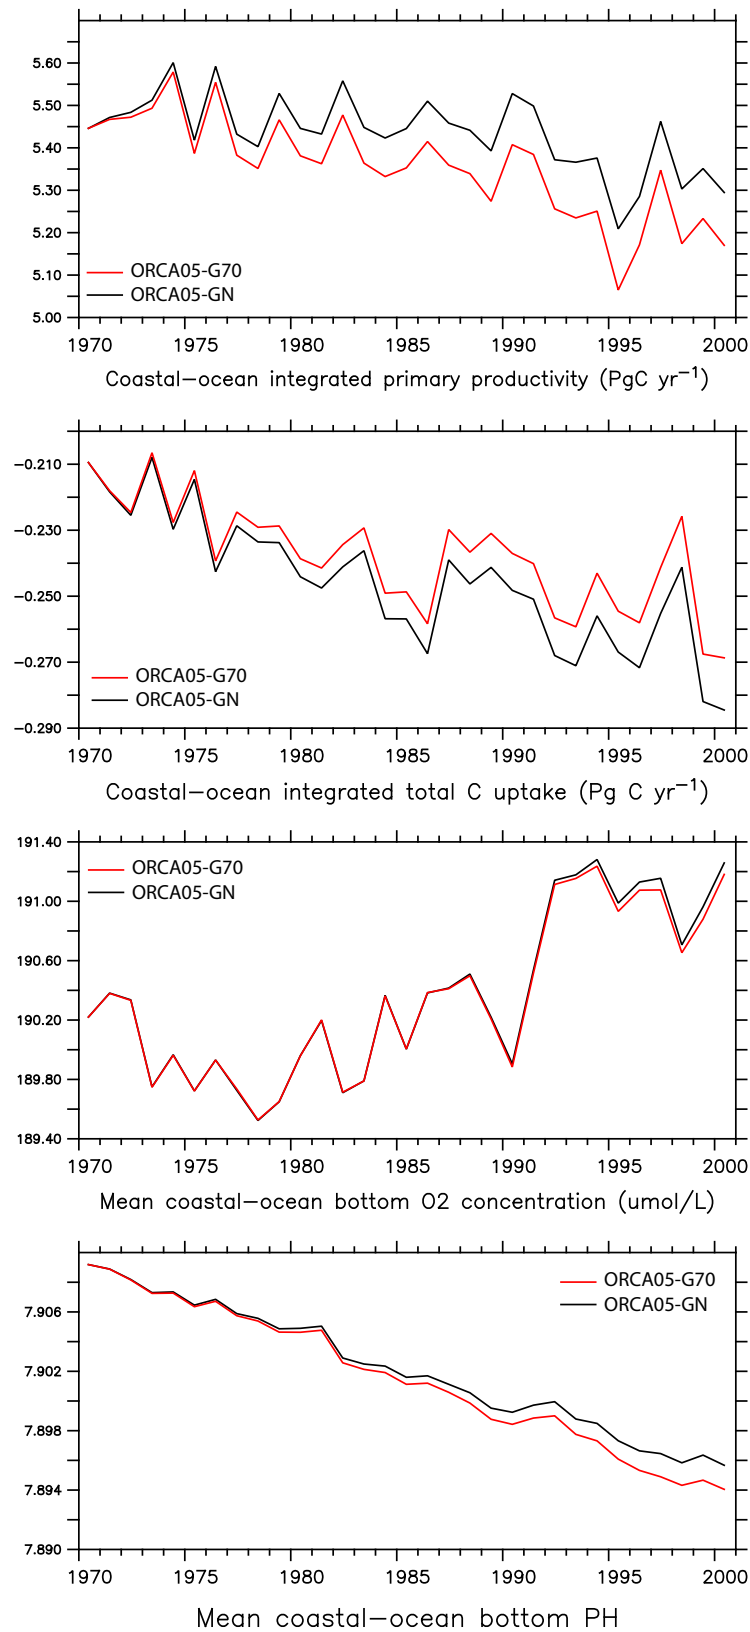 5.60
5.50
5.40
5.30
5.20
5.10
5.00
ORCA05-G70
ORCA05-GN
1970 1975 1980 1985 1990 1995 2000
Coastal-ocean integrated primary productivity (PgC yr⁻¹)
-0.210
-0.230
-0.250
-0.270
-0.290
ORCA05-G70
ORCA05-GN
1970 1975 1980 1985 1990 1995 2000
Coastal-ocean integrated total C uptake (Pg C yr⁻¹)
191.40
191.00
190.60
190.20
189.80
189.40
ORCA05-G70
ORCA05-GN
1970 1975 1980 1985 1990 1995 2000
Mean coastal-ocean bottom O2 concentration (umol/L)
7.906
7.902
7.898
7.894
7.890
ORCA05-G70
ORCA05-GN
1970 1975 1980 1985 1990 1995 2000
Mean coastal-ocean bottom PH